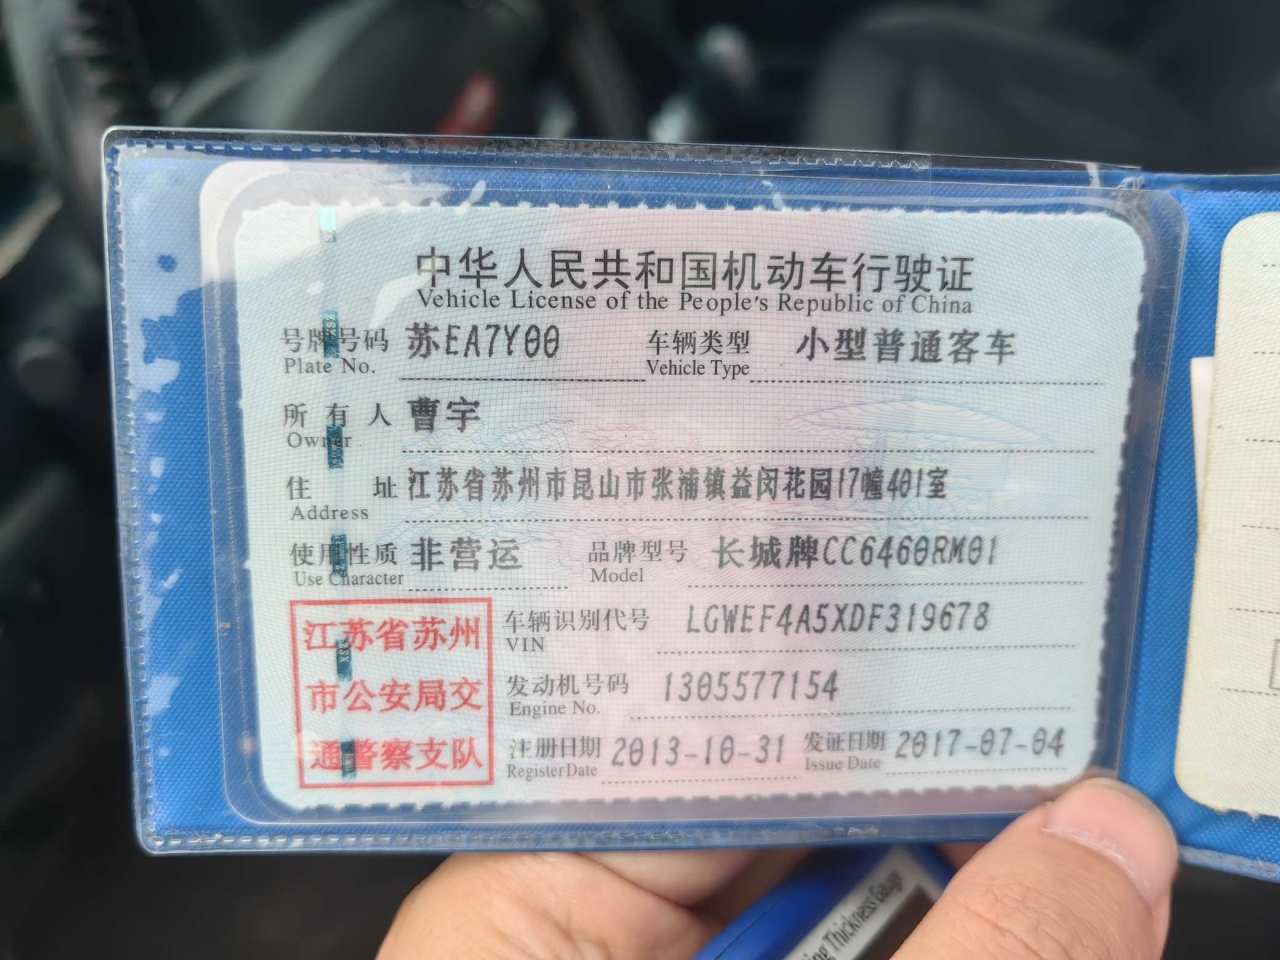 中华人民共和国机动车行驶证
Vehicle License of the People's Republic of China
号牌号码 苏EA7Y00 车辆类型 小型普通客车
Plate No. Vehicle Type
所有人 曹宇
Owner
住址 江苏省苏州市昆山市张浦镇益闵花园17幢401室
Address
使用性质 非营运 品牌型号 长城牌CC6460RM01
Use Character Model
江苏省苏州
市公安局交
通警察支队
车辆识别代号 LGWEF4A5XDF319678
VIN
发动机号码 1305577154
Engine No.
注册日期 2013-10-31 发证日期 2017-07-04
Register Date Issue Date
Thickness Gauge